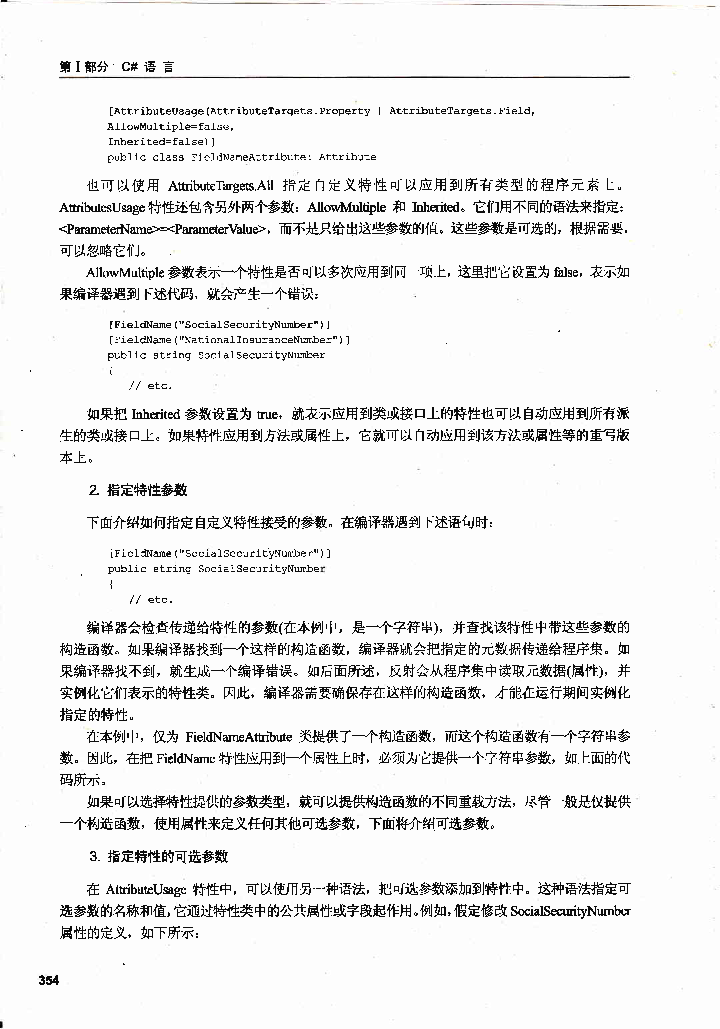 第 I 部分 C# 语 言
[AttributeUsage(AttributeTargets.Property | AttributeTargets.Field,
AllowMultiple=false,
Inherited=false)]
public class FieldNameAttribute: Attribute
也可以使用 AttributeTargets.All 指定自定义特性可以应用到所有类型的程序元素上。
AttributesUsage 特性还包含另外两个参数：AllowMultiple 和 Inherited。它们用不同的语法来指定：
<ParameterName>=<ParameterValue>，而不是只给出这些参数的值。这些参数是可选的，根据需要，
可以忽略它们。
AllowMultiple 参数表示一个特性是否可以多次应用到同一项上，这里把它设置为 false，表示如
果编译器遇到下述代码，就会产生一个错误：
[FieldName("SocialSecurityNumber")]
[FieldName("NationalInsuranceNumber")]
public string SocialSecurityNumber
{
// etc.
如果把 Inherited 参数设置为 true，就表示应用到类或接口上的特性也可以自动应用到所有派
生的类或接口上。如果特性应用到方法或属性上，它就可以自动应用到该方法或属性等的重写版
本上。
2. 指定特性参数
下面介绍如何指定自定义特性接受的参数。在编译器遇到下述语句时：
[FieldName("SocialSecurityNumber")]
public string SocialSecurityNumber
{
// etc.
编译器会检查传递给特性的参数(在本例中，是一个字符串)，并查找该特性中带这些参数的
构造函数。如果编译器找到一个这样的构造函数，编译器就会把指定的元数据传递给程序集。如
果编译器找不到，就生成一个编译错误。如后面所述，反射会从程序集中读取元数据(属性)，并
实例化它们表示的特性类。因此，编译器需要确保存在这样的构造函数，才能在运行期间实例化
指定的特性。
在本例中，仅为 FieldNameAttribute 类提供了一个构造函数，而这个构造函数有一个字符串参
数。因此，在把 FieldName 特性应用到一个属性上时，必须为它提供一个字符串参数，如上面的代
码所示。
如果可以选择特性提供的参数类型，就可以提供构造函数的不同重载方法，尽管一般是仅提供
一个构造函数，使用属性来定义任何其他可选参数，下面将介绍可选参数。
3. 指定特性的可选参数
在 AttributeUsage 特性中，可以使用另一种语法，把可选参数添加到特性中。这种语法指定可
选参数的名称和值，它通过特性类中的公共属性或字段起作用。例如，假定修改 SocialSecurityNumber
属性的定义，如下所示：
354